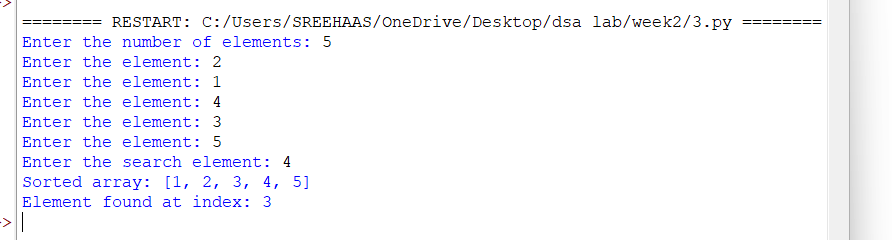 >>
======== RESTART: C:/Users/SREEHAAS/OneDrive/Desktop/dsa lab/week2/3.py ========
Enter the number of elements: 5
Enter the element: 2
Enter the element: 1
Enter the element: 4
Enter the element: 3
Enter the element: 5
Enter the search element: 4
Sorted array: [1, 2, 3, 4, 5]
Element found at index: 3
>>